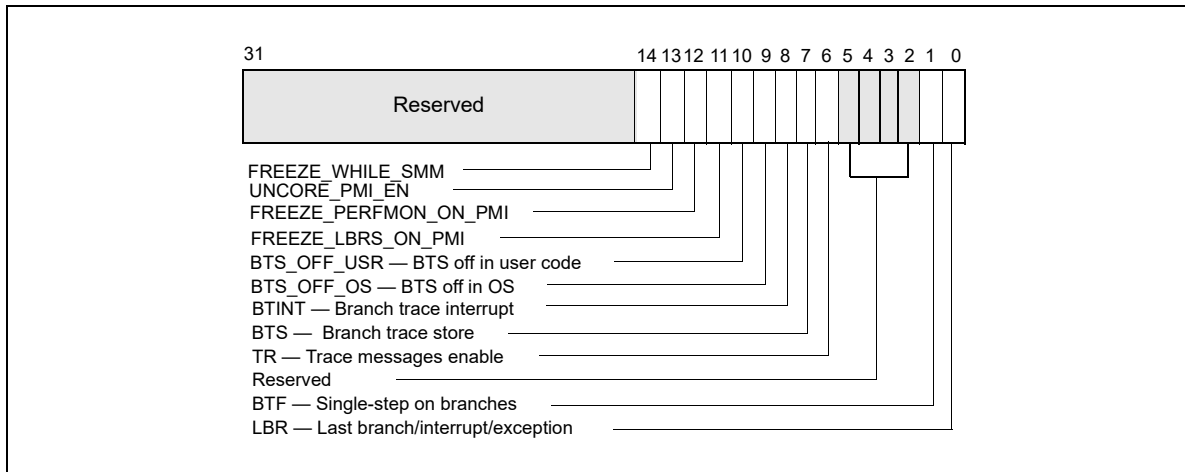 31 14 13 12 11 10 9 8 7 6 5 4 3 2 1 0
Reserved
FREEZE_WHILE_SMM
UNCORE_PMI_EN
FREEZE_PERFMON_ON_PMI
FREEZE_LBRS_ON_PMI
BTS_OFF_USR — BTS off in user code
BTS_OFF_OS — BTS off in OS
BTINT — Branch trace interrupt
BTS — Branch trace store
TR — Trace messages enable
Reserved
BTF — Single-step on branches
LBR — Last branch/interrupt/exception